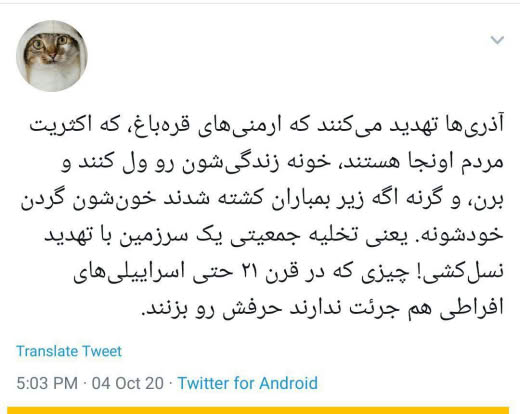 آذری‌ها تهدید می‌کنند که ارمنی‌های قره‌باغ، که اکثریت
مردم اونجا هستند، خونه زندگی‌شون رو ول کنند و
برن، و گرنه اگه زیر بمباران کشته شدند خون‌شون گردن
خودشونه. یعنی تخلیه جمعیتی یک سرزمین با تهدید
نسل‌کشی! چیزی که در قرن ۲۱ حتی اسراییلی‌های
افراطی هم جرئت ندارند حرفش رو بزنند.
Translate Tweet
5:03 PM · 04 Oct 20 · Twitter for Android